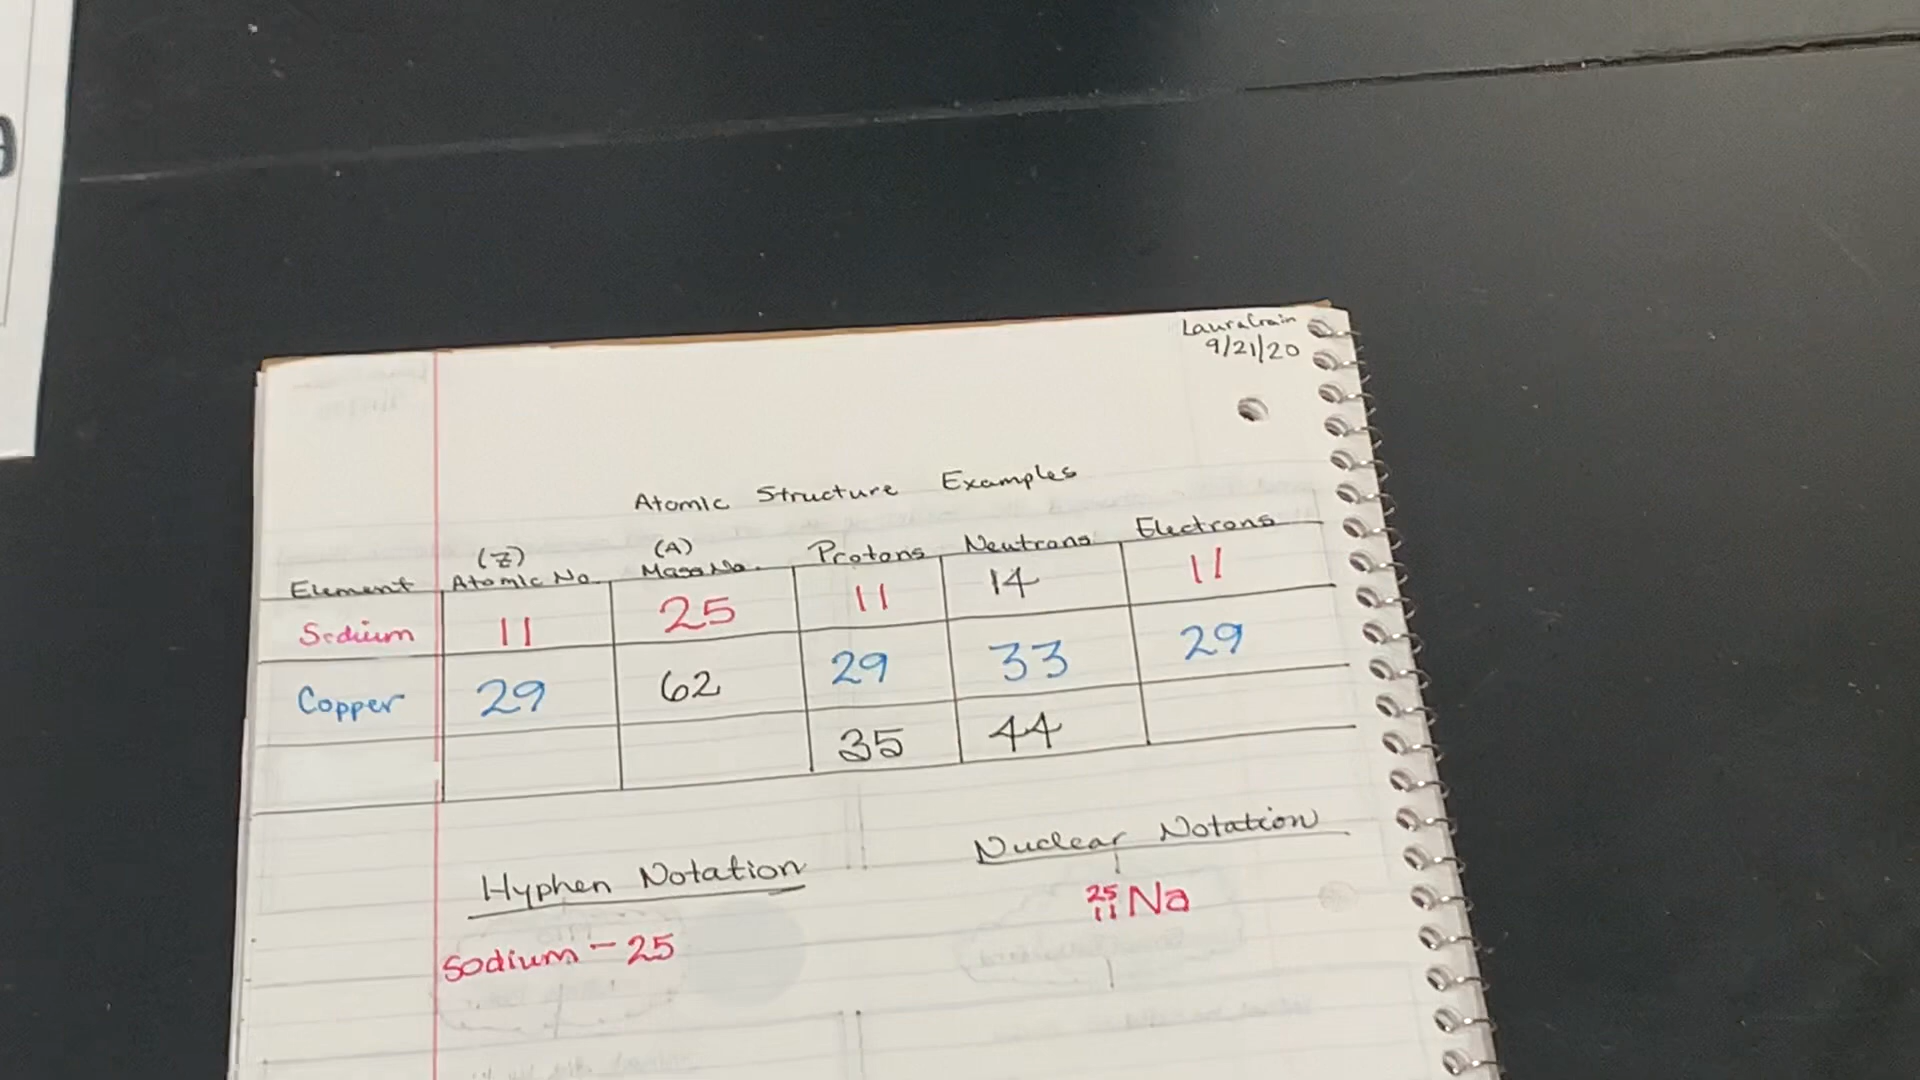 Laura Crain
9/21/20
Atomic Structure Examples
Element (Z) Atomic No. (A) Mass No. Protons Neutrons Electrons
Sodium 11 25 11 14 11
Copper 29 62 29 33 29
35 44
Hyphen Notation Nuclear Notation
Sodium - 25 25 11 Na